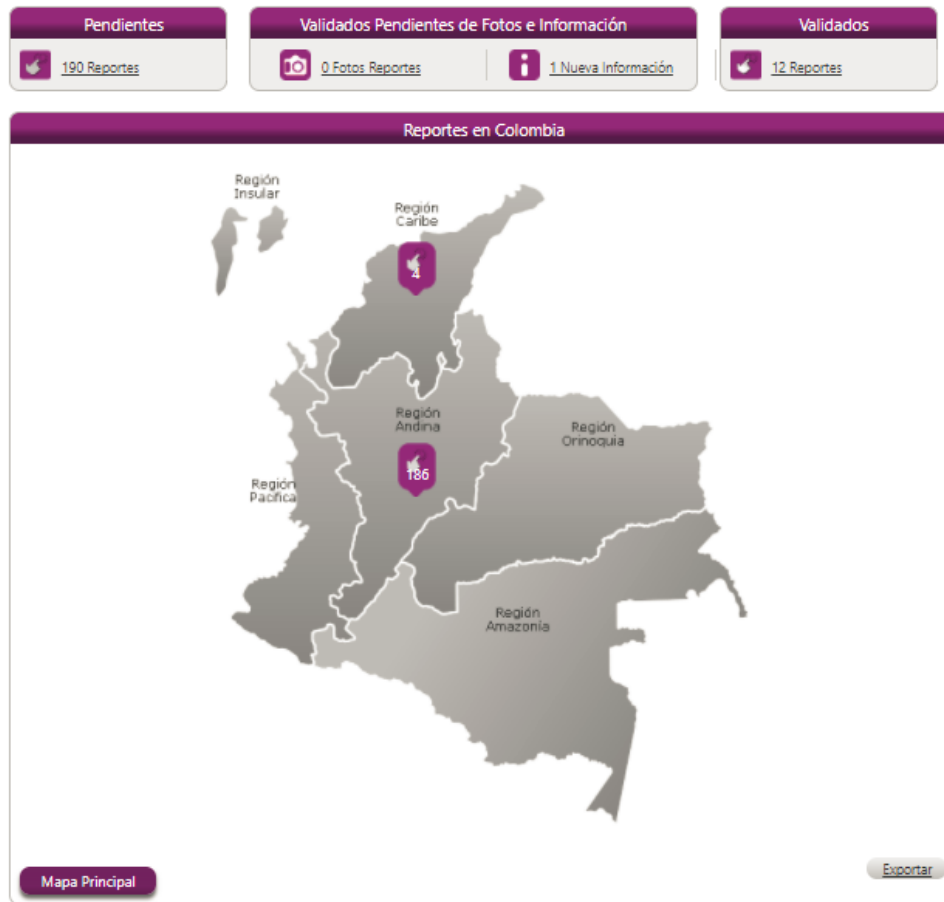 Pendientes
190 Reportes
Validados Pendientes de Fotos e Información
0 Fotos Reportes
1 Nueva Información
Validados
12 Reportes
Reportes en Colombia
Región
Insular
Región
Caribe
4
Región
Andina
186
Región
Orinoquia
Región
Pacífica
Región
Amazonía
Mapa Principal
Exportar